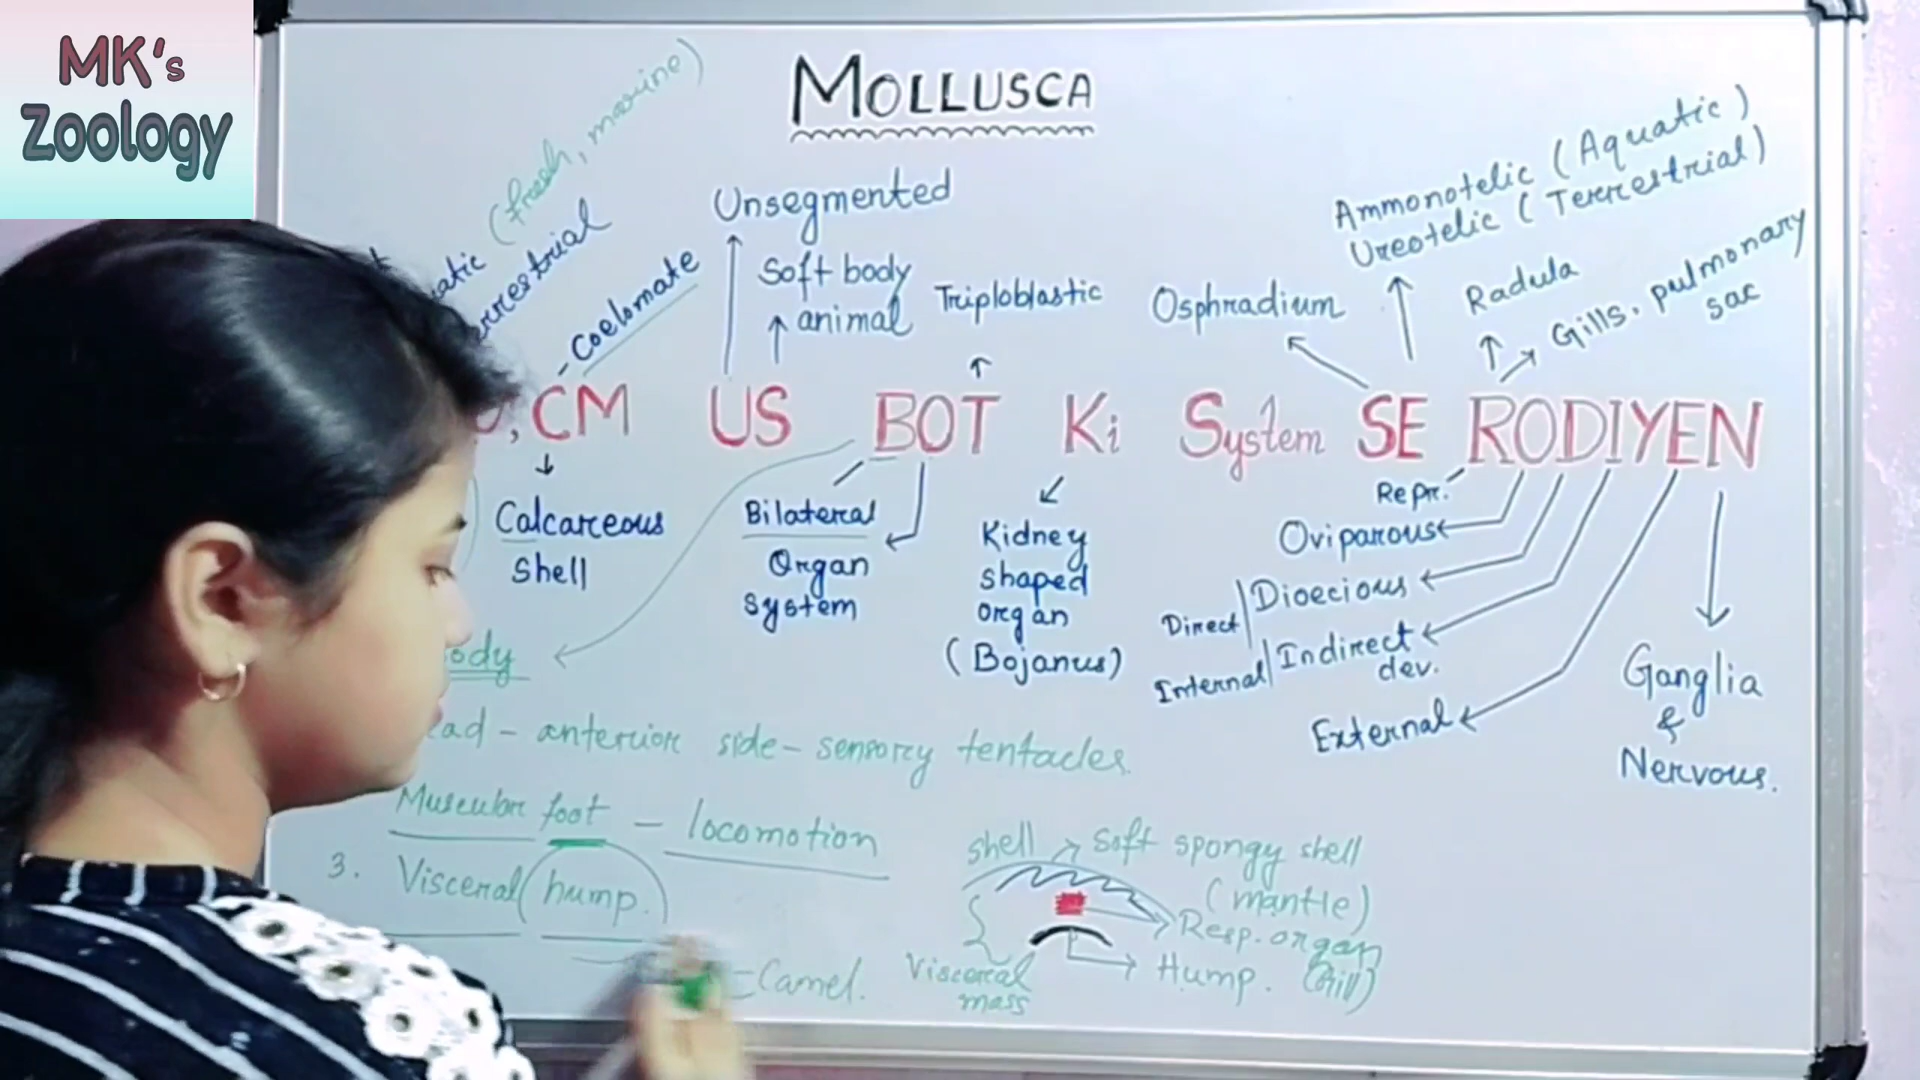 MK's
Zoology
MOLLUSCA
(fresh, marine)
Terrestrial
Coelomate
Unsegmented
Soft body
animal
Triploblastic
Osphradium
Ammonotelic (Aquatic)
Ureotelic (Terrestrial)
Radula
Gills, pulmonary
sac
, CM US BOT Ki System SE RODIYEN
Calcareous
shell
Bilateral
Organ
system
Kidney
shaped
organ
(Bojanus)
Repr.
Oviparous
Direct Dioecious
Internal Indirect
dev.
External
Ganglia
&
Nervous.
- anterior side - sensory tentacles.
Muscular foot - locomotion
3. Visceral (hump.)
= Camel.
shell → Soft spongy shell
(mantle)
Resp. organ
(Gill)
Hump.
Visceral
mass